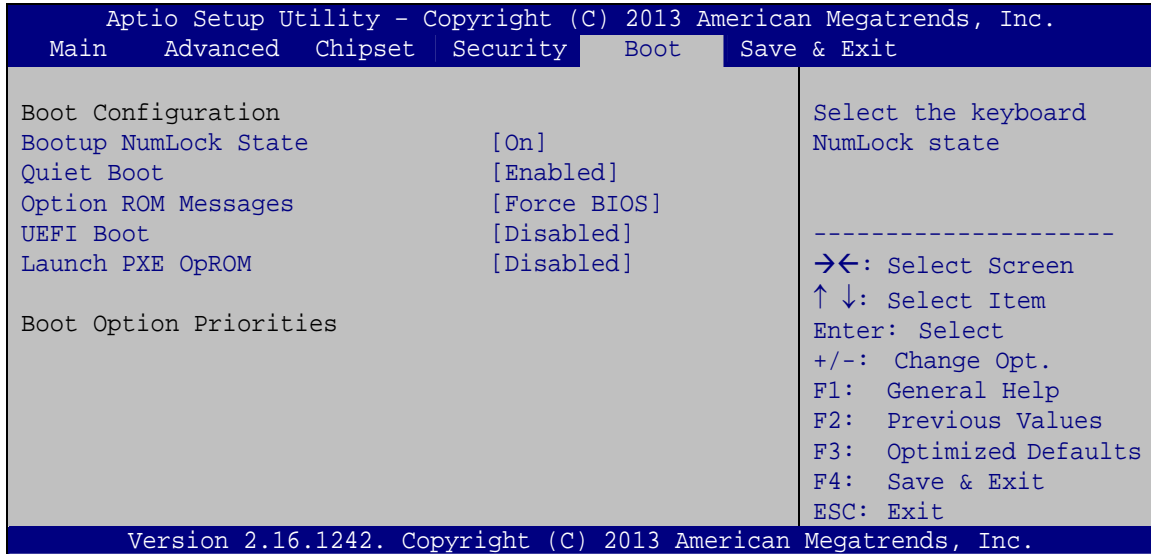 Aptio Setup Utility – Copyright (C) 2013 American Megatrends, Inc.
Main Advanced Chipset Security Boot Save & Exit
Boot Configuration
Bootup NumLock State [On]
Quiet Boot [Enabled]
Option ROM Messages [Force BIOS]
UEFI Boot [Disabled]
Launch PXE OpROM [Disabled]
Boot Option Priorities
Select the keyboard
NumLock state
---------------------
→←: Select Screen
↑ ↓: Select Item
Enter: Select
+/-: Change Opt.
F1: General Help
F2: Previous Values
F3: Optimized Defaults
F4: Save & Exit
ESC: Exit
Version 2.16.1242. Copyright (C) 2013 American Megatrends, Inc.